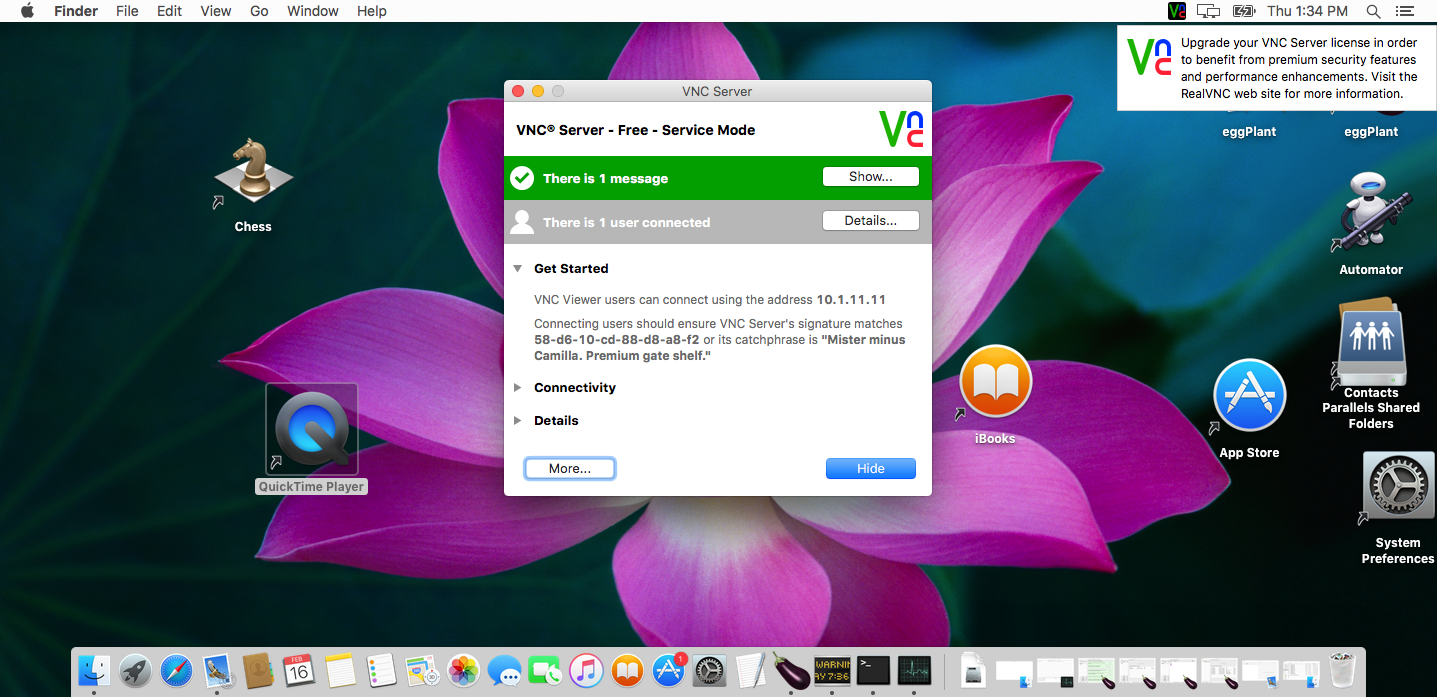 Finder File Edit View Go Window Help
Thu 1:34 PM
Upgrade your VNC Server license in order
to benefit from premium security features
and performance enhancements. Visit the
RealVNC web site for more information.
VNC Server
VNC® Server - Free - Service Mode
There is 1 message
Show...
There is 1 user connected
Details...
Get Started
VNC Viewer users can connect using the address 10.1.11.11
Connecting users should ensure VNC Server's signature matches
58-d6-10-cd-88-d8-a8-f2 or its catchphrase is "Mister minus
Camilla. Premium gate shelf."
Connectivity
Details
More...
Hide
eggPlant
eggPlant
Chess
Automator
QuickTime Player
iBooks
App Store
Contacts
Parallels Shared
Folders
System
Preferences
FEB
16
1
WARNIN
AY 7:36